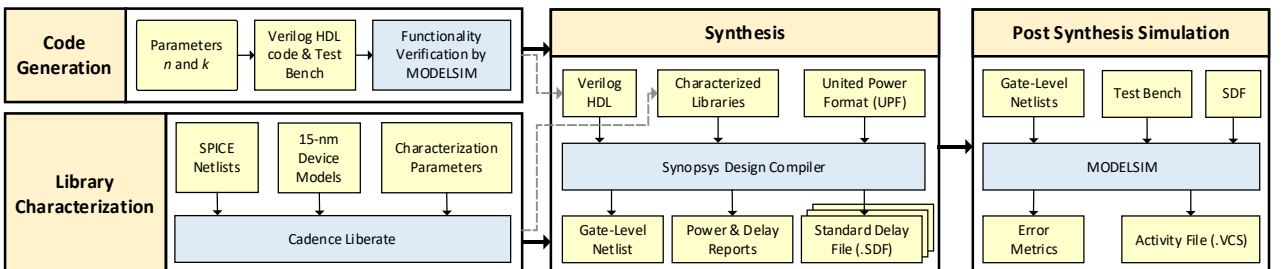 Code
Generation
Parameters
n and k
Verilog HDL
code & Test
Bench
Functionality
Verification by
MODELSIM
Library
Characterization
SPICE
Netlists
15-nm
Device
Models
Characterization
Parameters
Cadence Liberate
Synthesis
Verilog
HDL
Characterized
Libraries
United Power
Format (UPF)
Synopsys Design Compiler
Gate-Level
Netlist
Power & Delay
Reports
Standard Delay
File (.SDF)
Post Synthesis Simulation
Gate-Level
Netlists
Test Bench
SDF
MODELSIM
Error
Metrics
Activity File (.VCS)